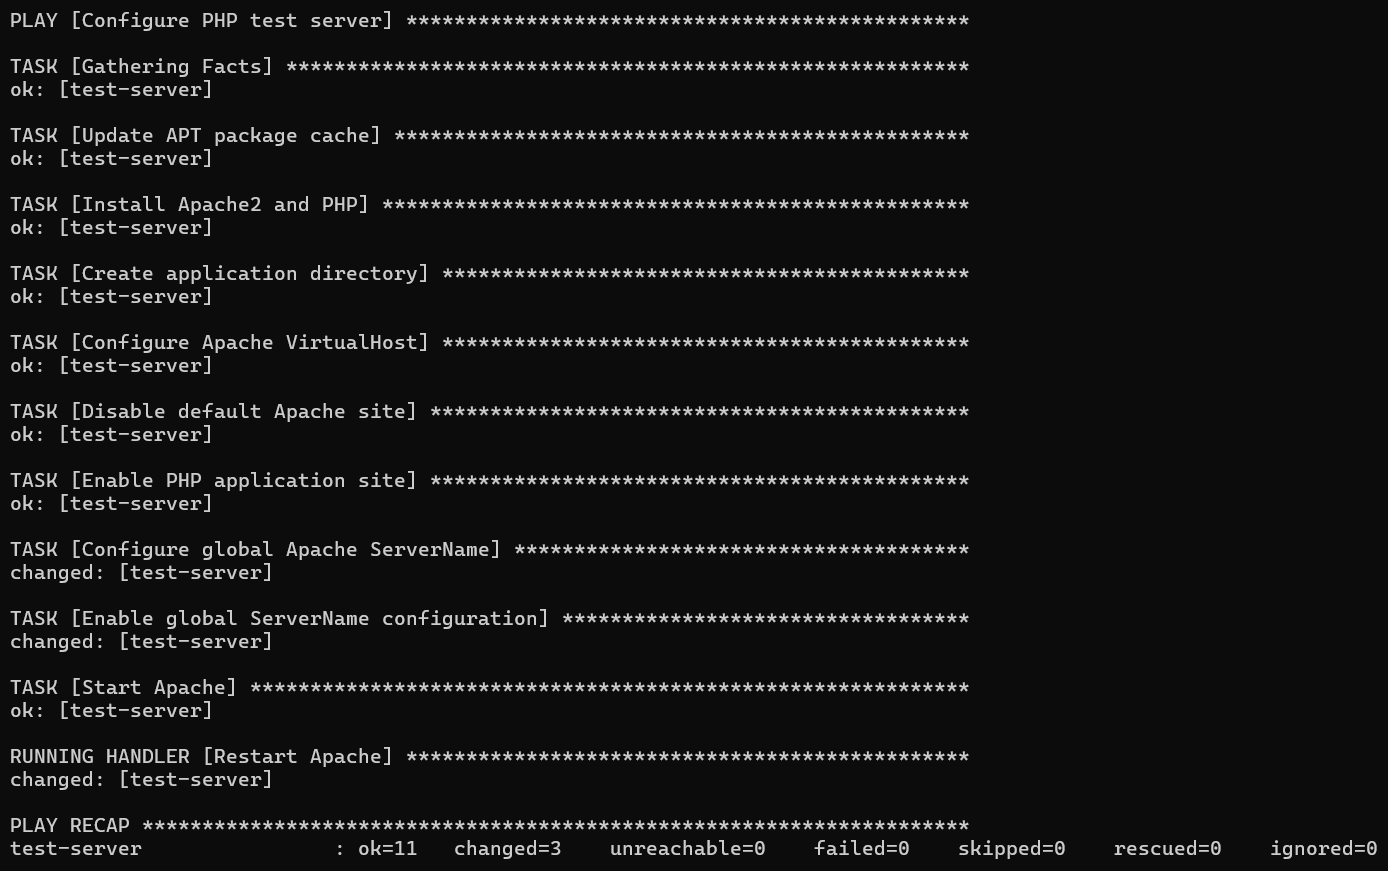 PLAY [Configure PHP test server] ***********************************************

TASK [Gathering Facts] *********************************************************
ok: [test-server]

TASK [Update APT package cache] ************************************************
ok: [test-server]

TASK [Install Apache2 and PHP] *************************************************
ok: [test-server]

TASK [Create application directory] ********************************************
ok: [test-server]

TASK [Configure Apache VirtualHost] ********************************************
ok: [test-server]

TASK [Disable default Apache site] *********************************************
ok: [test-server]

TASK [Enable PHP application site] *********************************************
ok: [test-server]

TASK [Configure global Apache ServerName] **************************************
changed: [test-server]

TASK [Enable global ServerName configuration] **********************************
changed: [test-server]

TASK [Start Apache] ************************************************************
ok: [test-server]

RUNNING HANDLER [Restart Apache] ***********************************************
changed: [test-server]

PLAY RECAP *********************************************************************
test-server                : ok=11   changed=3    unreachable=0    failed=0    skipped=0    rescued=0    ignored=0